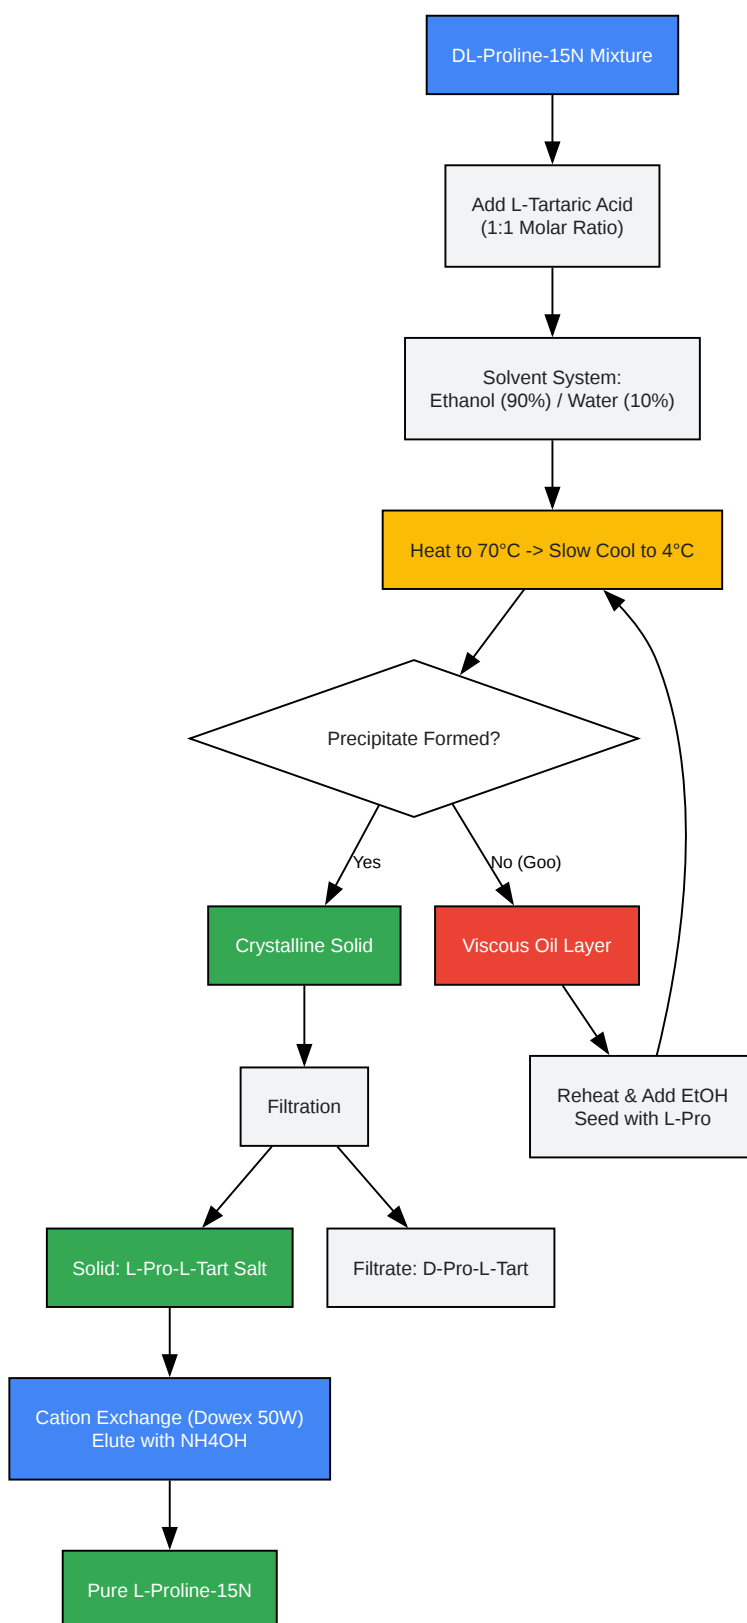 DL-Proline-15N Mixture
Add L-Tartaric Acid
(1:1 Molar Ratio)
Solvent System:
Ethanol (90%) / Water (10%)
Heat to 70°C -> Slow Cool to 4°C
Precipitate Formed?
Yes
No (Goo)
Crystalline Solid
Viscous Oil Layer
Filtration
Reheat & Add EtOH
Seed with L-Pro
Solid: L-Pro-L-Tart Salt
Filtrate: D-Pro-L-Tart
Cation Exchange (Dowex 50W)
Elute with NH4OH
Pure L-Proline-15N